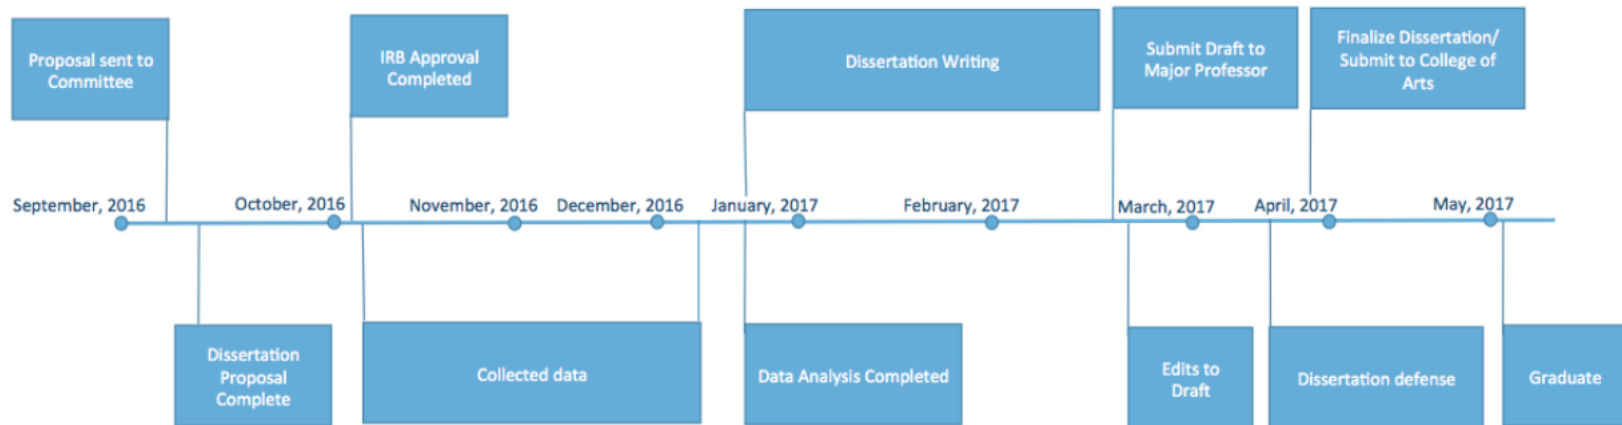 Proposal sent to
Committee
IRB Approval
Completed
Dissertation Writing
Submit Draft to
Major Professor
Finalize Dissertation/
Submit to College of
Arts
September, 2016
October, 2016
November, 2016
December, 2016
January, 2017
February, 2017
March, 2017
April, 2017
May, 2017
Dissertation
Proposal
Complete
Collected data
Data Analysis Completed
Edits to
Draft
Dissertation defense
Graduate